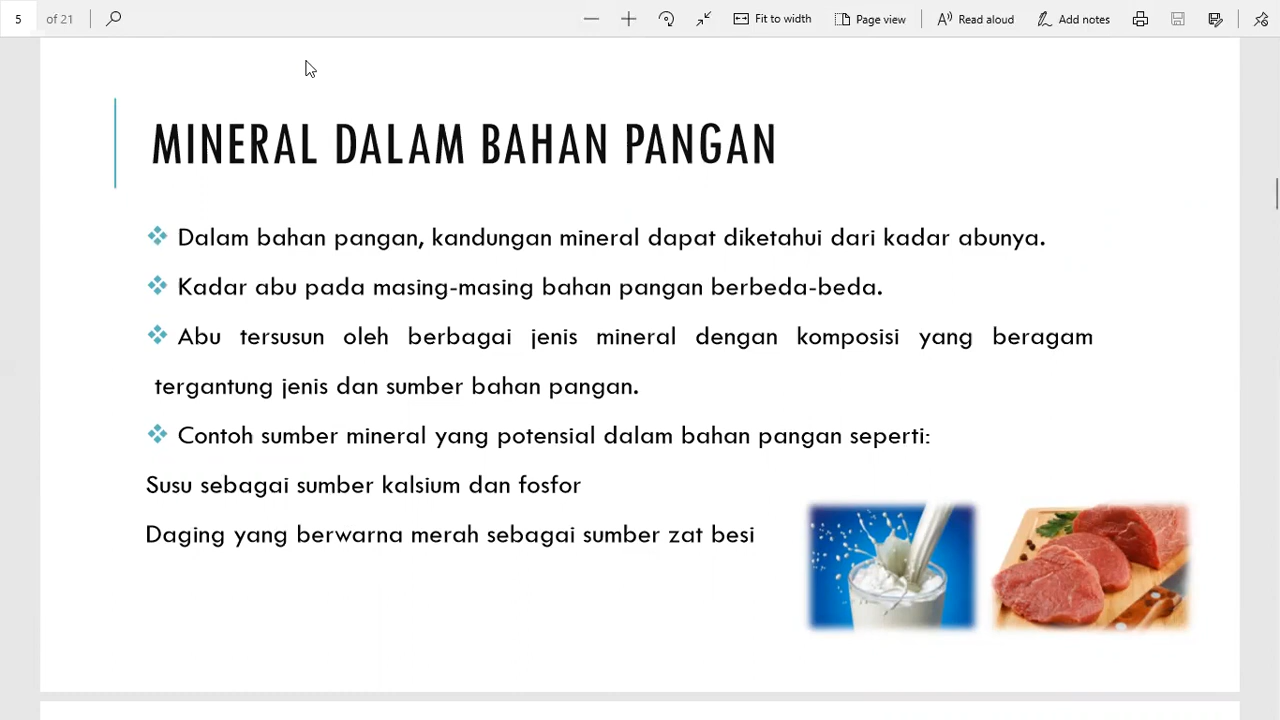 5 of 21 Fit to width Page view Read aloud Add notes
MINERAL DALAM BAHAN PANGAN
Dalam bahan pangan, kandungan mineral dapat diketahui dari kadar abunya.
Kadar abu pada masing-masing bahan pangan berbeda-beda.
Abu tersusun oleh berbagai jenis mineral dengan komposisi yang beragam
tergantung jenis dan sumber bahan pangan.
Contoh sumber mineral yang potensial dalam bahan pangan seperti:
Susu sebagai sumber kalsium dan fosfor
Daging yang berwarna merah sebagai sumber zat besi